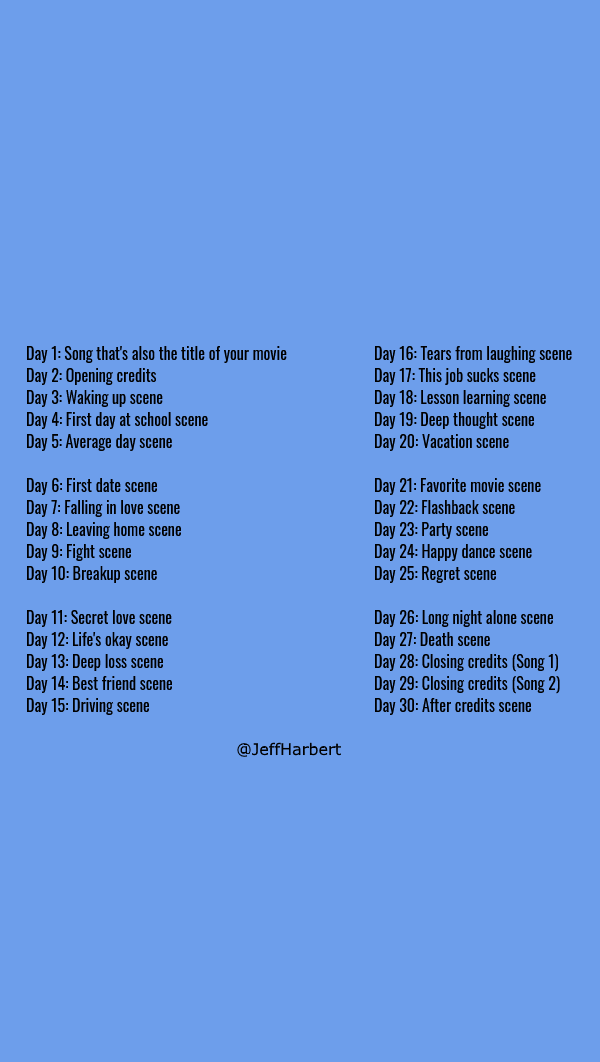 Day 1: Song that's also the title of your movie
Day 2: Opening credits
Day 3: Waking up scene
Day 4: First day at school scene
Day 5: Average day scene
Day 6: First date scene
Day 7: Falling in love scene
Day 8: Leaving home scene
Day 9: Fight scene
Day 10: Breakup scene
Day 11: Secret love scene
Day 12: Life's okay scene
Day 13: Deep loss scene
Day 14: Best friend scene
Day 15: Driving scene
Day 16: Tears from laughing scene
Day 17: This job sucks scene
Day 18: Lesson learning scene
Day 19: Deep thought scene
Day 20: Vacation scene
Day 21: Favorite movie scene
Day 22: Flashback scene
Day 23: Party scene
Day 24: Happy dance scene
Day 25: Regret scene
Day 26: Long night alone scene
Day 27: Death scene
Day 28: Closing credits (Song 1)
Day 29: Closing credits (Song 2)
Day 30: After credits scene
@JeffHarbert